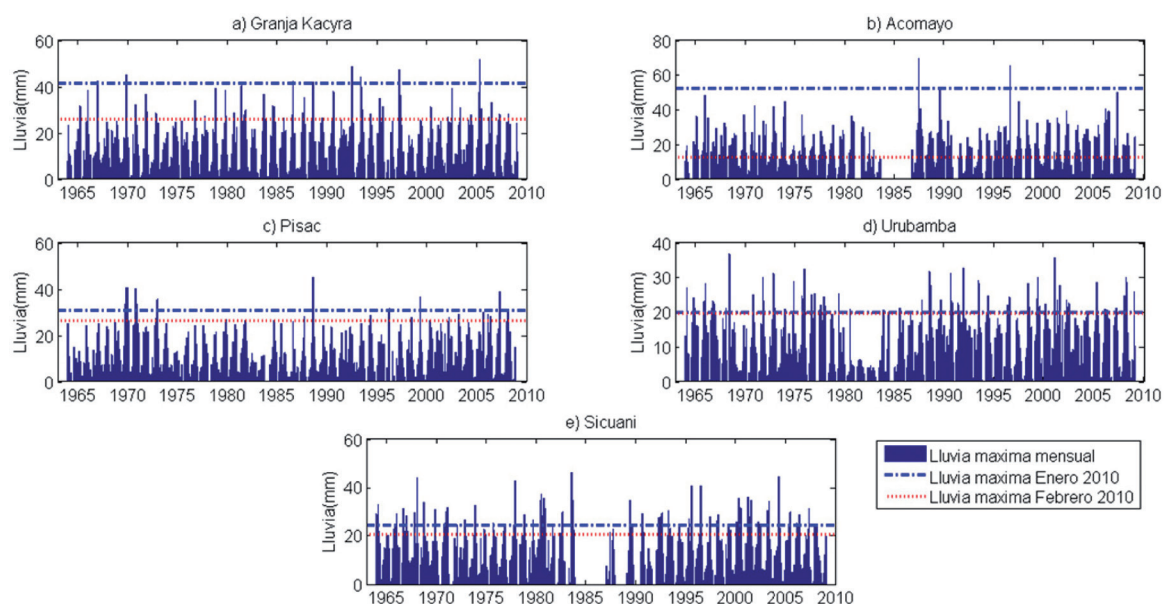 a) Granja Kacyra
Lluvia(mm)
60
40
20
0
1965 1970 1975 1980 1985 1990 1995 2000 2005 2010
b) Acomayo
Lluvia(mm)
80
60
40
20
0
1965 1970 1975 1980 1985 1990 1995 2000 2005 2010
c) Pisac
Lluvia(mm)
60
40
20
0
1965 1970 1975 1980 1985 1990 1995 2000 2005 2010
d) Urubamba
Lluvia(mm)
40
30
20
10
0
1965 1970 1975 1980 1985 1990 1995 2000 2005 2010
e) Sicuani
Lluvia(mm)
60
40
20
0
1965 1970 1975 1980 1985 1990 1995 2000 2005 2010
Lluvia maxima mensual
Lluvia maxima Enero 2010
Lluvia maxima Febrero 2010